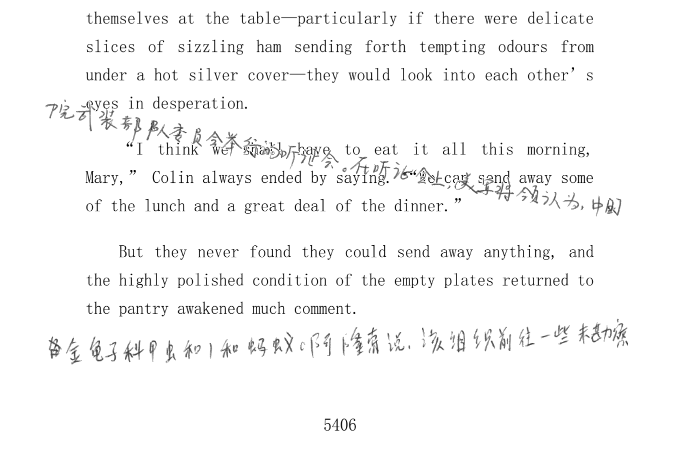 themselves at the table—particularly if there were delicate
slices of sizzling ham sending forth tempting odours from
under a hot silver cover—they would look into each other’s
eyes in desperation.
院武装部队委员会举行的听证会。在听证会上,美军将领认为,中国
“I think we shall have to eat it all this morning,
Mary,” Colin always ended by saying. “We can send away some
of the lunch and a great deal of the dinner.”
But they never found they could send away anything, and
the highly polished condition of the empty plates returned to
the pantry awakened much comment.
金龟子科甲虫和 和蚂蚁。阿隆索说,该组织前往一些未勘察
5406